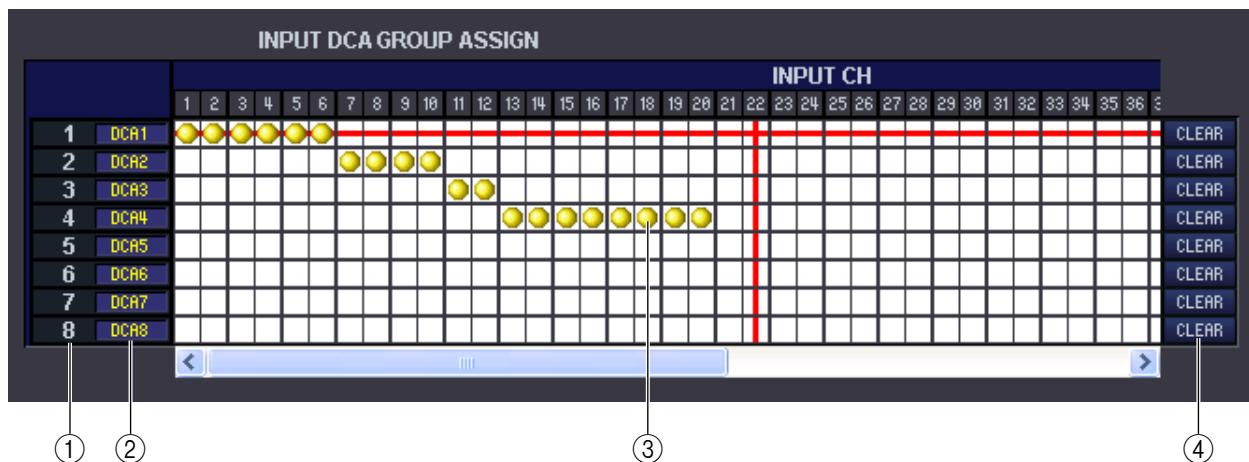 INPUT DCA GROUP ASSIGN
INPUT CH
1 2 3 4 5 6 7 8 9 10 11 12 13 14 15 16 17 18 19 20 21 22 23 24 25 26 27 28 29 30 31 32 33 34 35 36
1 DCA1 CLEAR
2 DCA2 CLEAR
3 DCA3 CLEAR
4 DCA4 CLEAR
5 DCA5 CLEAR
6 DCA6 CLEAR
7 DCA7 CLEAR
8 DCA8 CLEAR
① ② ③ ④